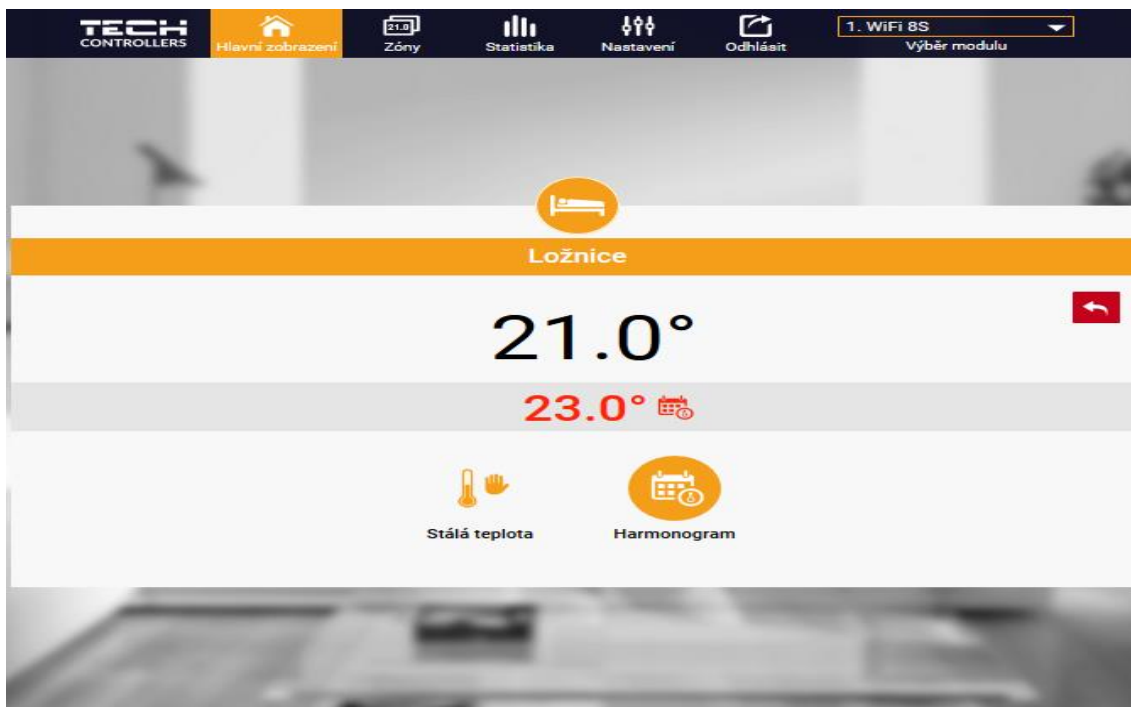 TECH
CONTROLLERS
Hlavní zobrazení
21.0
Zóny
Statistika
Nastavení
Odhlásit
1. WiFi 8S
Výběr modulu
Ložnice
21.0°
23.0°
Stálá teplota
Harmonogram